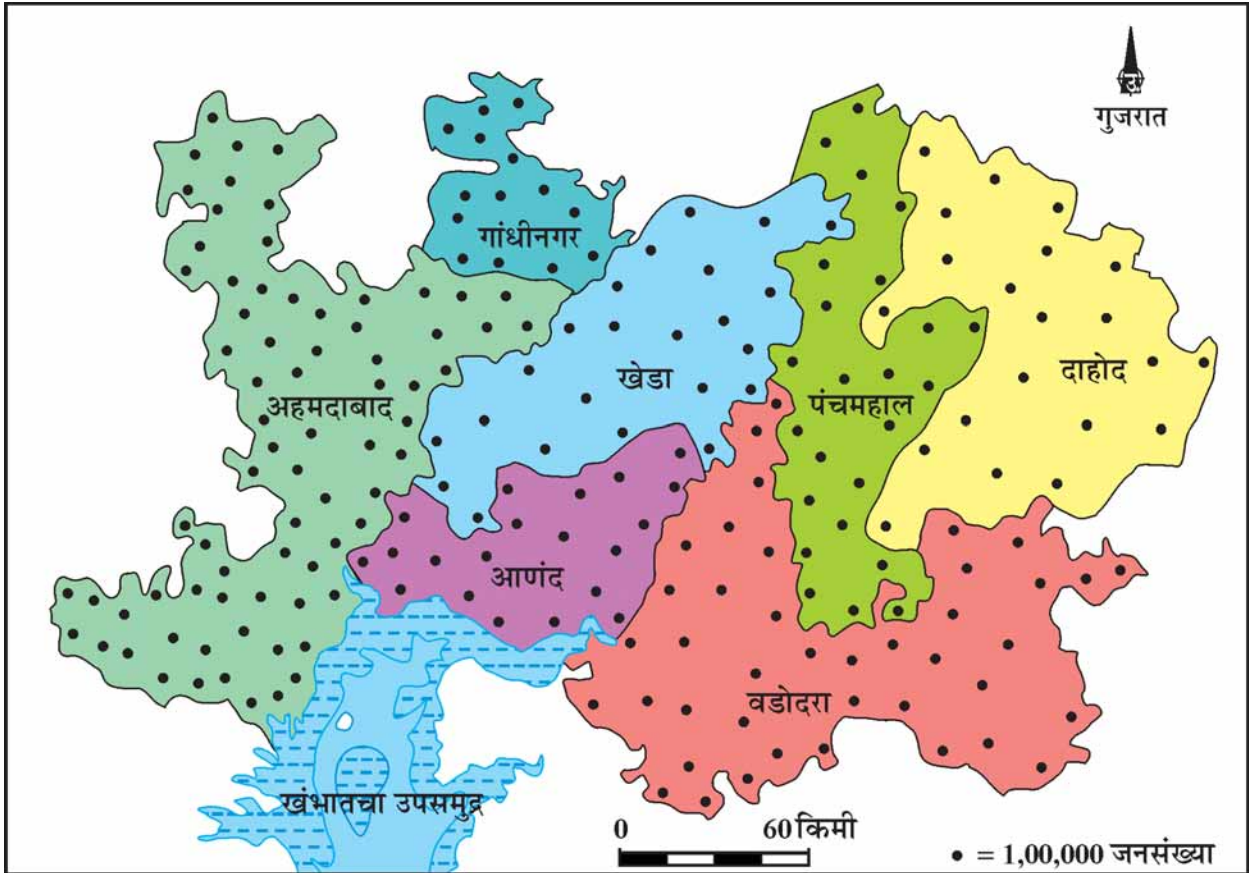 उ.
गुजरात
गांधीनगर
खेडा
दाहोद
अहमदाबाद
पंचमहाल
आणंद
वडोदरा
खंभातचा उपसमुद्र
0 60 किमी
• = 1,00,000 जनसंख्या